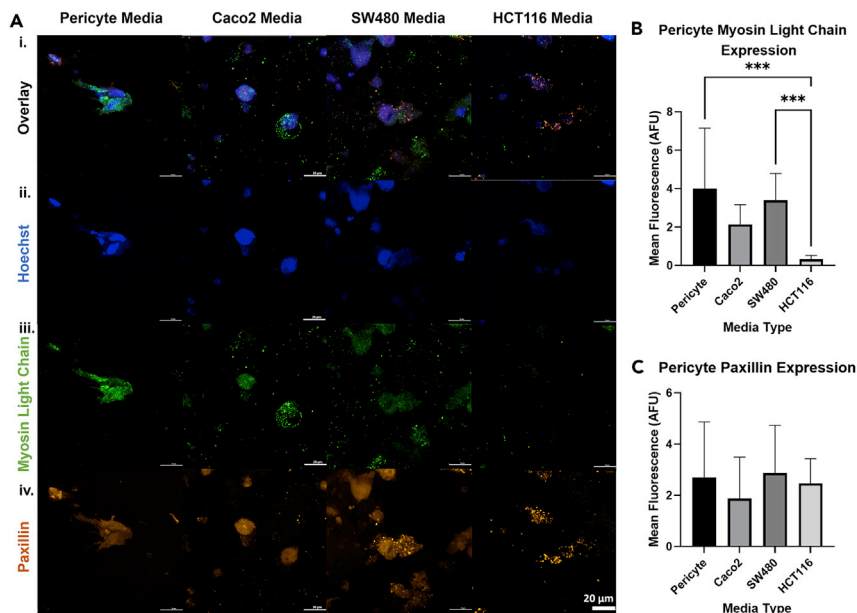 A
Pericyte Media
Caco2 Media
SW480 Media
HCT116 Media
i.
Overlay
ii.
Hoechst
iii.
Myosin Light Chain
iv.
Paxillin
20 µm
B
Pericyte Myosin Light Chain
Expression
***
***
Mean Fluorescence (AFU)
8
6
4
2
0
Pericyte
Caco2
SW480
HCT116
Media Type
C
Pericyte Paxillin Expression
Mean Fluorescence (AFU)
6
4
2
0
Pericyte
Caco2
SW480
HCT116
Media Type